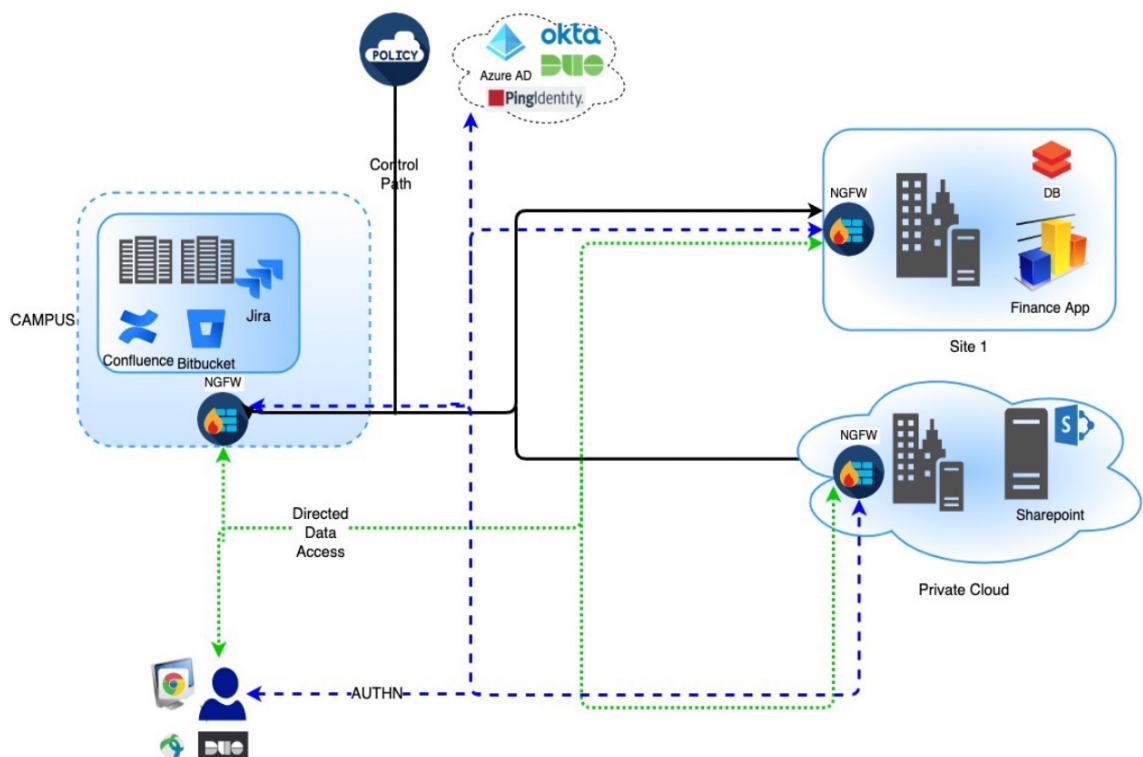 POLICY
okta
Azure AD
DUO
PingIdentity.
Control
Path
NGFW
DB
Jira
CAMPUS
Finance App
Confluence
Bitbucket
Site 1
NGFW
NGFW
S
Directed
Data
Access
Sharepoint
Private Cloud
AUTHN
DUO